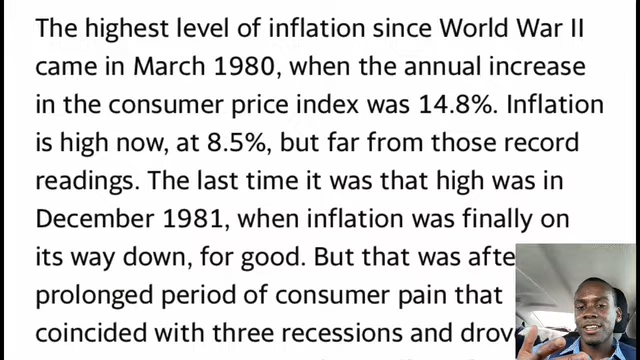 The highest level of inflation since World War II
came in March 1980, when the annual increase
in the consumer price index was 14.8%. Inflation
is high now, at 8.5%, but far from those record
readings. The last time it was that high was in
December 1981, when inflation was finally on
its way down, for good. But that was afte
prolonged period of consumer pain that
coincided with three recessions and drov